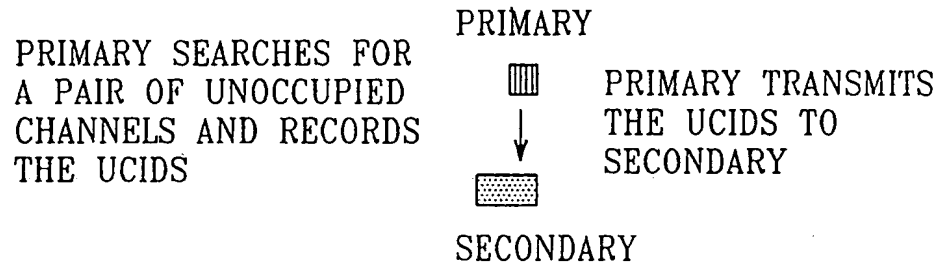 PRIMARY
PRIMARY SEARCHES FOR
A PAIR OF UNOCCUPIED
CHANNELS AND RECORDS
THE UCIDS
PRIMARY TRANSMITS
THE UCIDS TO
SECONDARY
SECONDARY